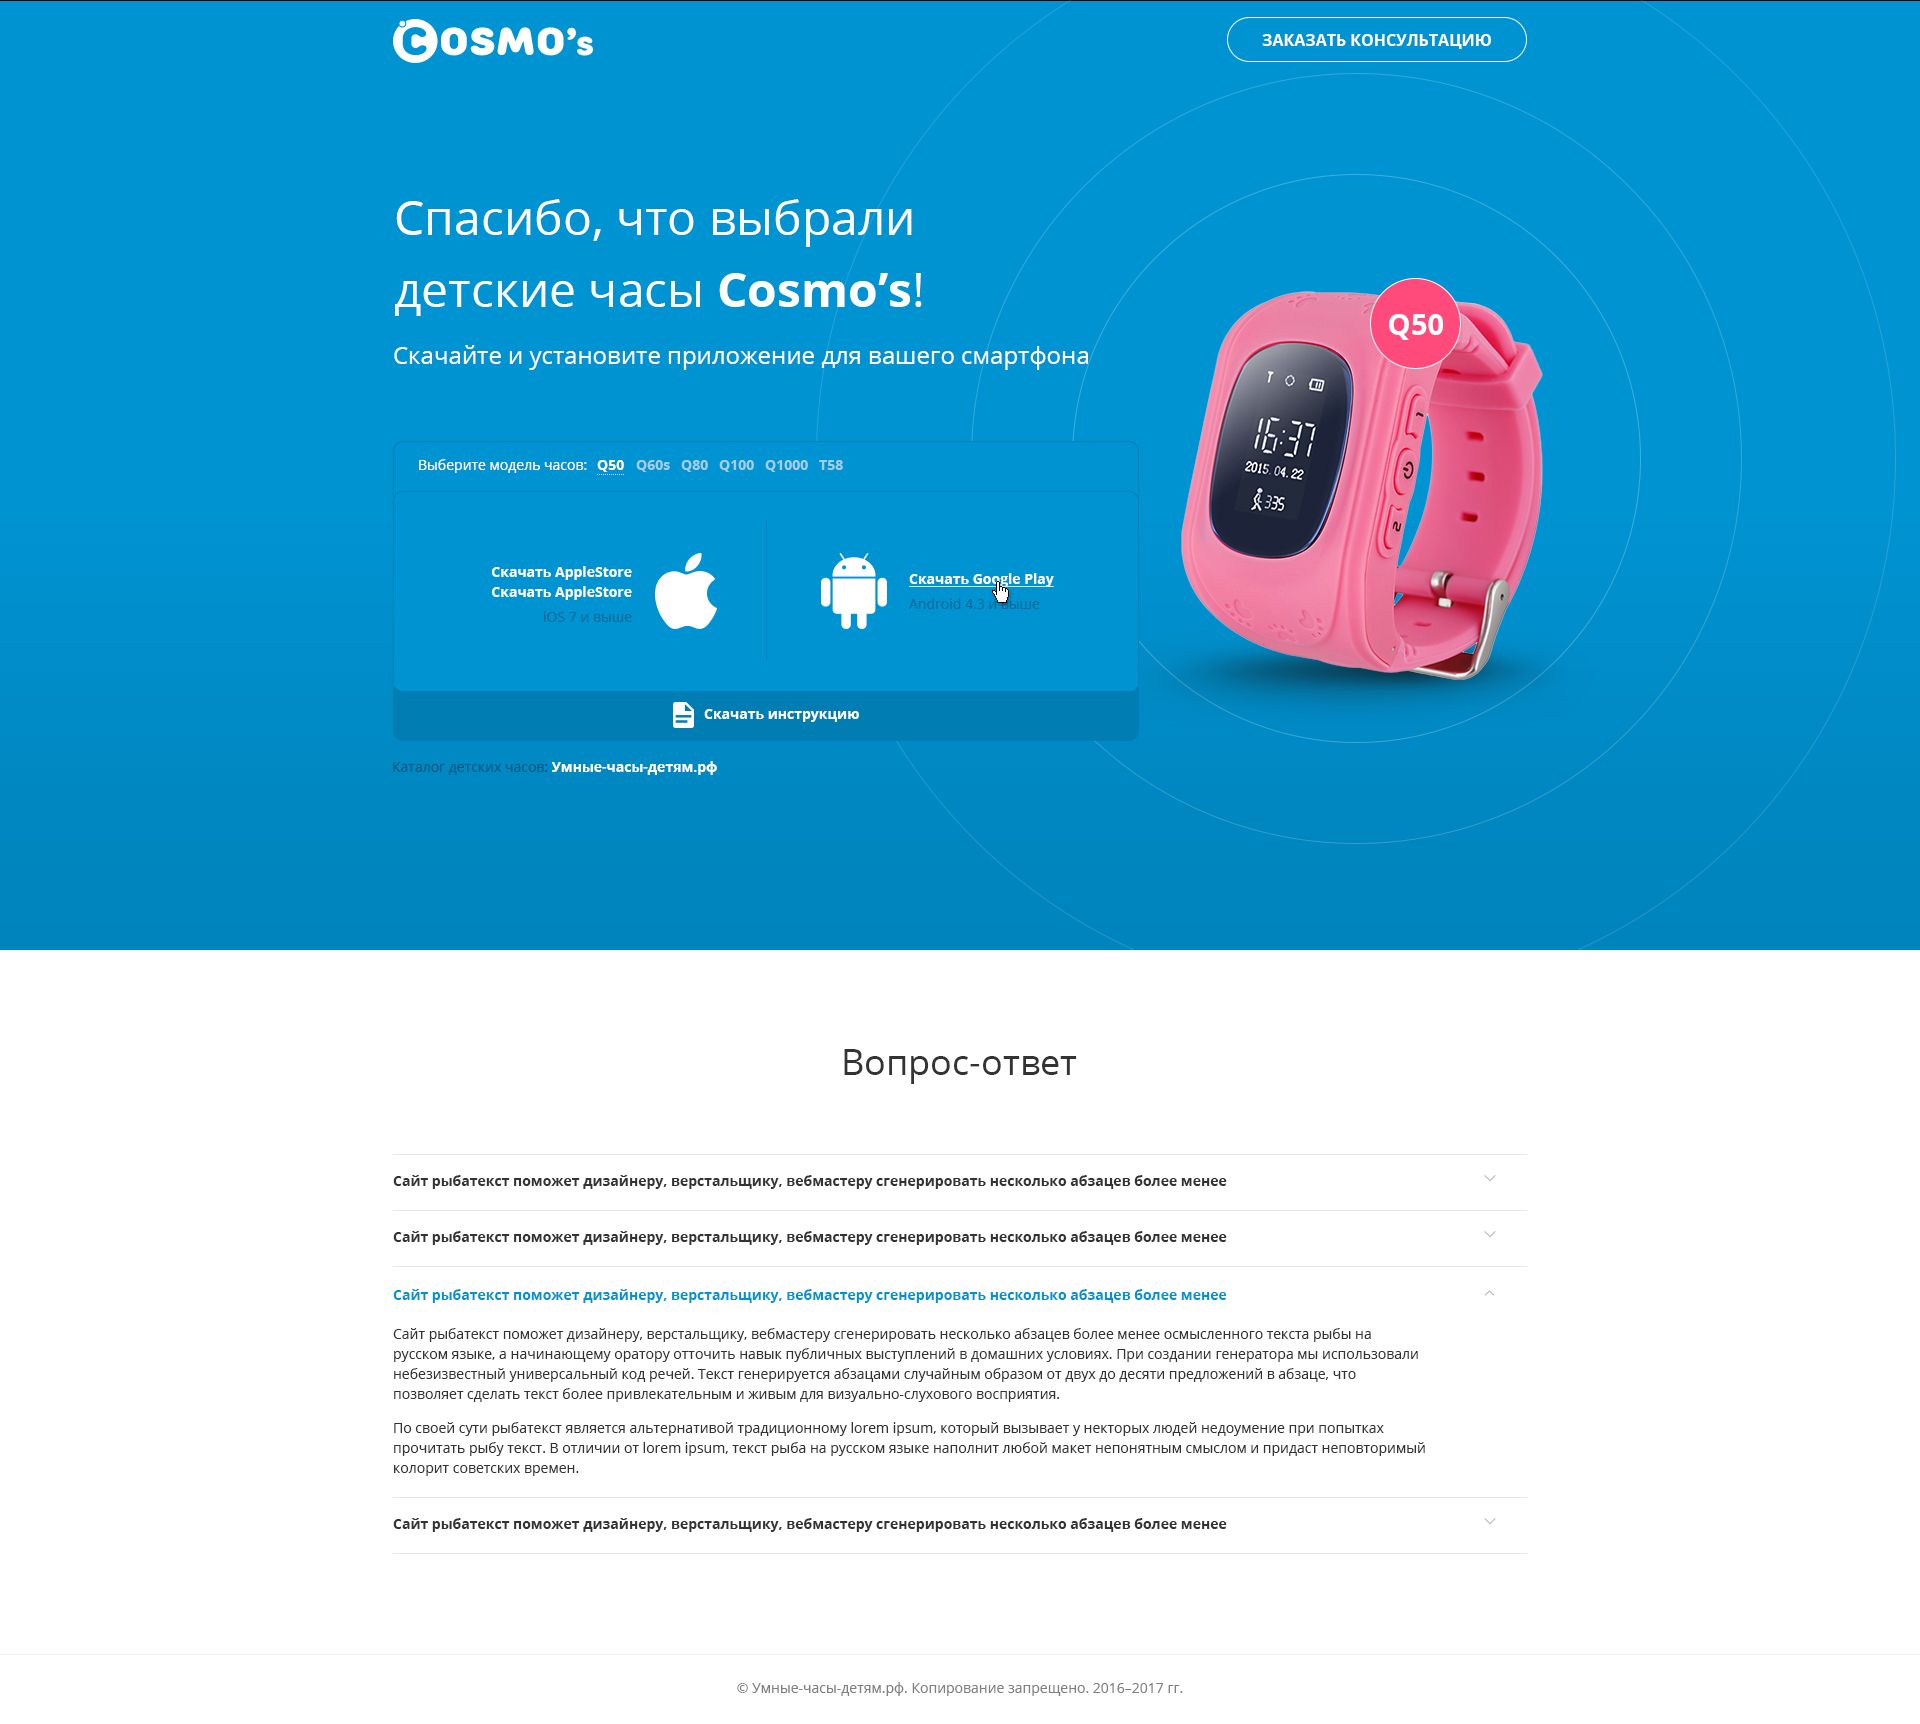 Cosmo's
ЗАКАЗАТЬ КОНСУЛЬТАЦИЮ
Спасибо, что выбрали
детские часы Cosmo’s!
Скачайте и установите приложение для вашего смартфона
Q50
T
16:37
2015.04.22
335
1
2
Выберите модель часов: Q50 Q60s Q80 Q100 Q1000 T58
Скачать AppleStore
Скачать AppleStore
iOS 7 и выше
Скачать Google Play
Android 4.3 и выше
Скачать инструкцию
Каталог детских часов: Умные-часы-детям.рф
Вопрос-ответ
Сайт рыбатекст поможет дизайнеру, верстальщику, вебмастеру сгенерировать несколько абзацев более менее
Сайт рыбатекст поможет дизайнеру, верстальщику, вебмастеру сгенерировать несколько абзацев более менее
Сайт рыбатекст поможет дизайнеру, верстальщику, вебмастеру сгенерировать несколько абзацев более менее
Сайт рыбатекст поможет дизайнеру, верстальщику, вебмастеру сгенерировать несколько абзацев более менее осмысленного текста рыбы на
русском языке, а начинающему оратору отточить навык публичных выступлений в домашних условиях. При создании генератора мы использовали
небезизвестный универсальный код речей. Текст генерируется абзацами случайным образом от двух до десяти предложений в абзаце, что
позволяет сделать текст более привлекательным и живым для визуально-слухового восприятия.
По своей сути рыбатекст является альтернативой традиционному lorem ipsum, который вызывает у некторых людей недоумение при попытках
прочитать рыбу текст. В отличии от lorem ipsum, текст рыба на русском языке наполнит любой макет непонятным смыслом и придаст неповторимый
колорит советских времен.
Сайт рыбатекст поможет дизайнеру, верстальщику, вебмастеру сгенерировать несколько абзацев более менее
© Умные-часы-детям.рф. Копирование запрещено. 2016–2017 гг.